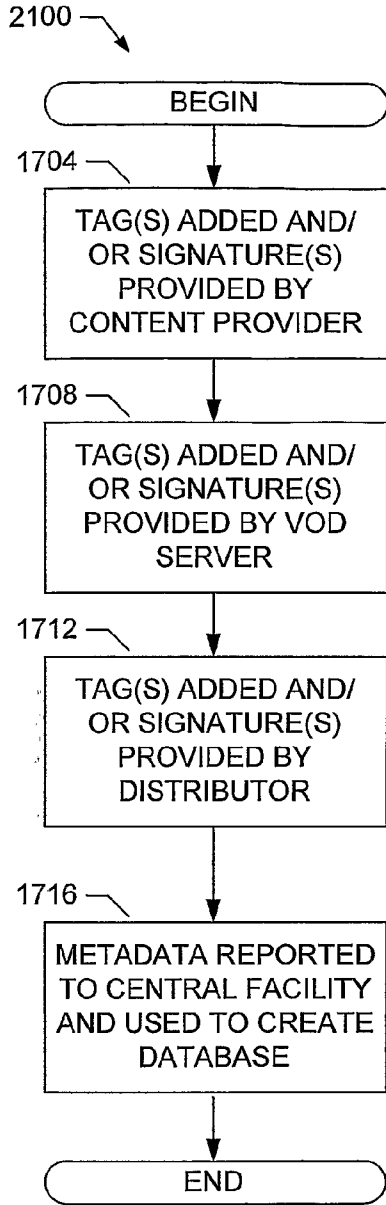 2100
BEGIN
1704
TAG(S) ADDED AND/
OR SIGNATURE(S)
PROVIDED BY
CONTENT PROVIDER
1708
TAG(S) ADDED AND/
OR SIGNATURE(S)
PROVIDED BY VOD
SERVER
1712
TAG(S) ADDED AND/
OR SIGNATURE(S)
PROVIDED BY
DISTRIBUTOR
1716
METADATA REPORTED
TO CENTRAL FACILITY
AND USED TO CREATE
DATABASE
END